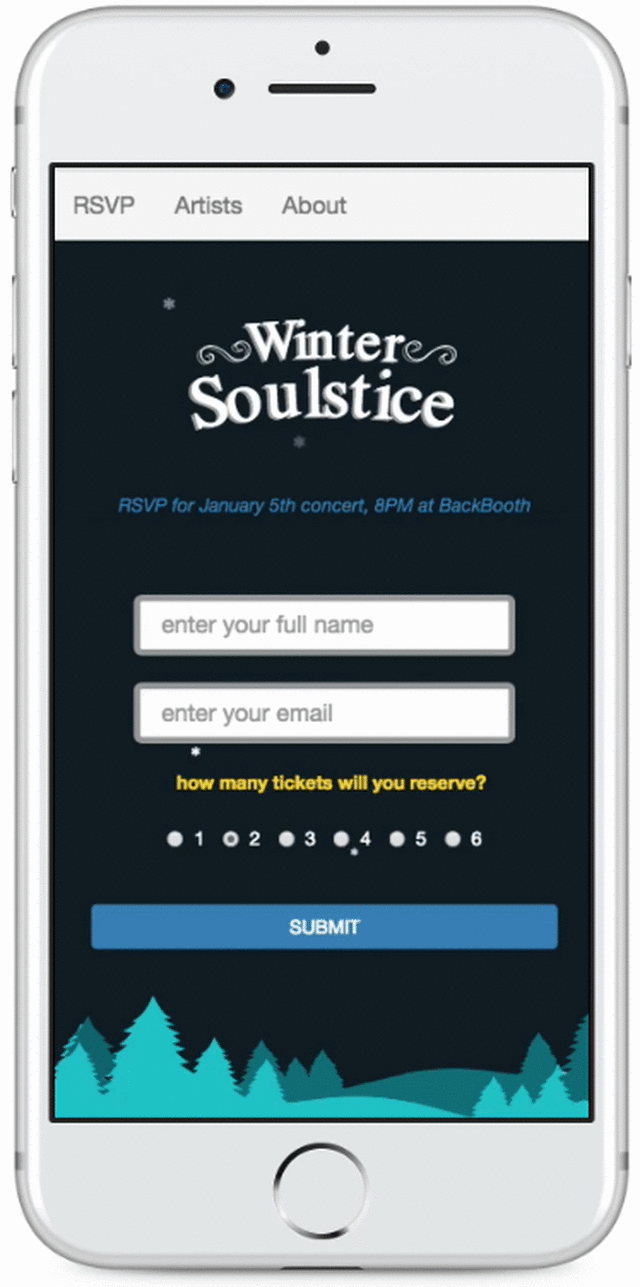 RSVP Artists About
Winter
Soulstice
RSVP for January 5th concert, 8PM at BackBooth
enter your full name
enter your email
how many tickets will you reserve?
1 2 3 4 5 6
SUBMIT